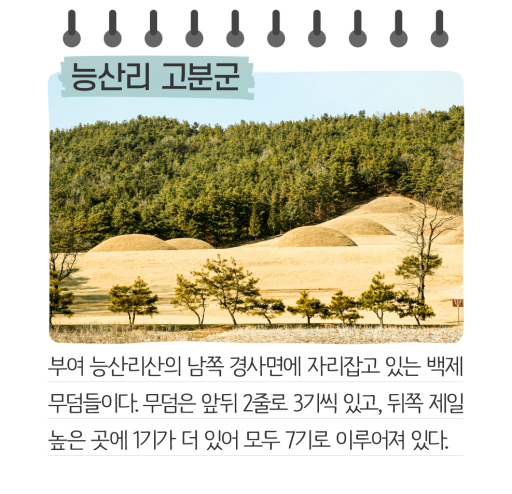 능산리 고분군
부여 능산리산의 남쪽 경사면에 자리잡고 있는 백제
무덤들이다. 무덤은 앞뒤 2줄로 3기씩 있고, 뒤쪽 제일
높은 곳에 1기가 더 있어 모두 7기로 이루어져 있다.